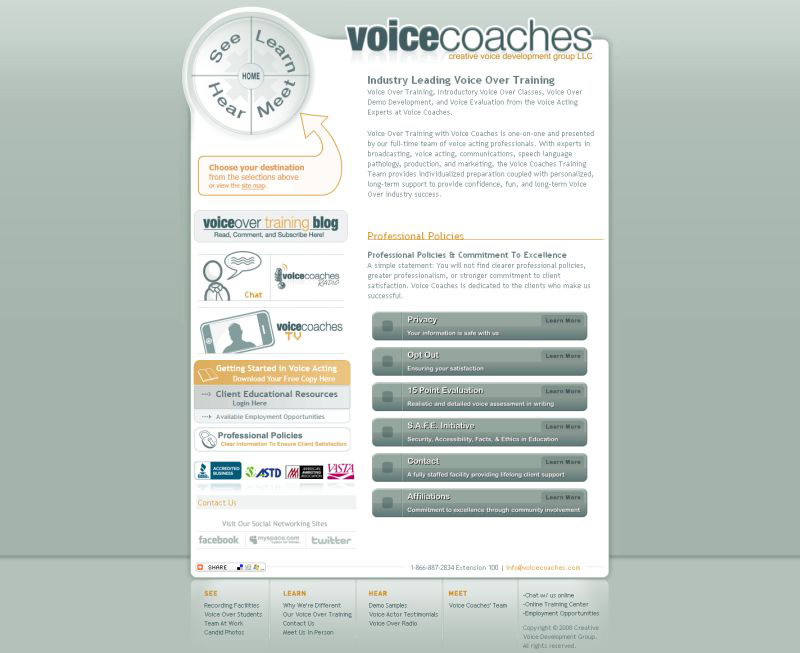 See
Learn
HOME
Hear
Meet
voicecoaches
creative voice development group LLC
Choose your destination
from the selections above
or view the site map.
Industry Leading Voice Over Training
Voice Over Training, Introductory Voice Over Classes, Voice Over
Demo Development, and Voice Evaluation from the Voice Acting
Experts at Voice Coaches.
Voice Over Training with Voice Coaches is one-on-one and presented
by our full-time team of voice acting professionals. With experts in
broadcasting, voice acting, communications, speech language
pathology, production, and marketing, the Voice Coaches Training
Team provides individualized preparation coupled with personalized,
long-term support to provide confidence, fun, and long-term Voice
Over industry success.
voiceover training blog
Read, Comment, and Subscribe Here!
Chat
voicecoaches
RADIO
voicecoaches
TV
Getting Started in Voice Acting
Download Your Free Copy Here
Client Educational Resources
Login Here
Available Employment Opportunities
Professional Policies
Clear Information To Ensure Client Satisfaction
BBB
ACCREDITED
BUSINESS
ASTD
AMERICAN
MARKETING
ASSOCIATION
VASTA
Contact Us
Visit Our Social Networking Sites
facebook
myspace.com
twitter
SHARE
Professional Policies
Professional Policies & Commitment To Excellence
A simple statement: You will not find clearer professional policies,
greater professionalism, or stronger commitment to client
satisfaction. Voice Coaches is dedicated to the clients who make us
successful.
Privacy Learn More
Your information is safe with us
Opt Out Learn More
Ensuring your satisfaction
15 Point Evaluation Learn More
Realistic and detailed voice assessment in writing
S.A.F.E. Initiative Learn More
Security, Accessibility, Facts, & Ethics in Education
Contact Learn More
A fully staffed facility providing lifelong client support
Affiliations Learn More
Commitment to excellence through community involvement
1-866-887-2834 Extension 100 | info@voicecoaches.com
SEE
Recording Facilities
Voice Over Students
Team At Work
Candid Photos
LEARN
Why We're Different
Our Voice Over Training
Contact Us
Meet Us In Person
HEAR
Demo Samples
Voice Actor Testimonials
Voice Over Radio
MEET
Voice Coaches' Team
-Chat w/ us online
-Online Training Center
-Employment Opportunities
Copyright © 2008 Creative
Voice Development Group.
All rights reserved.